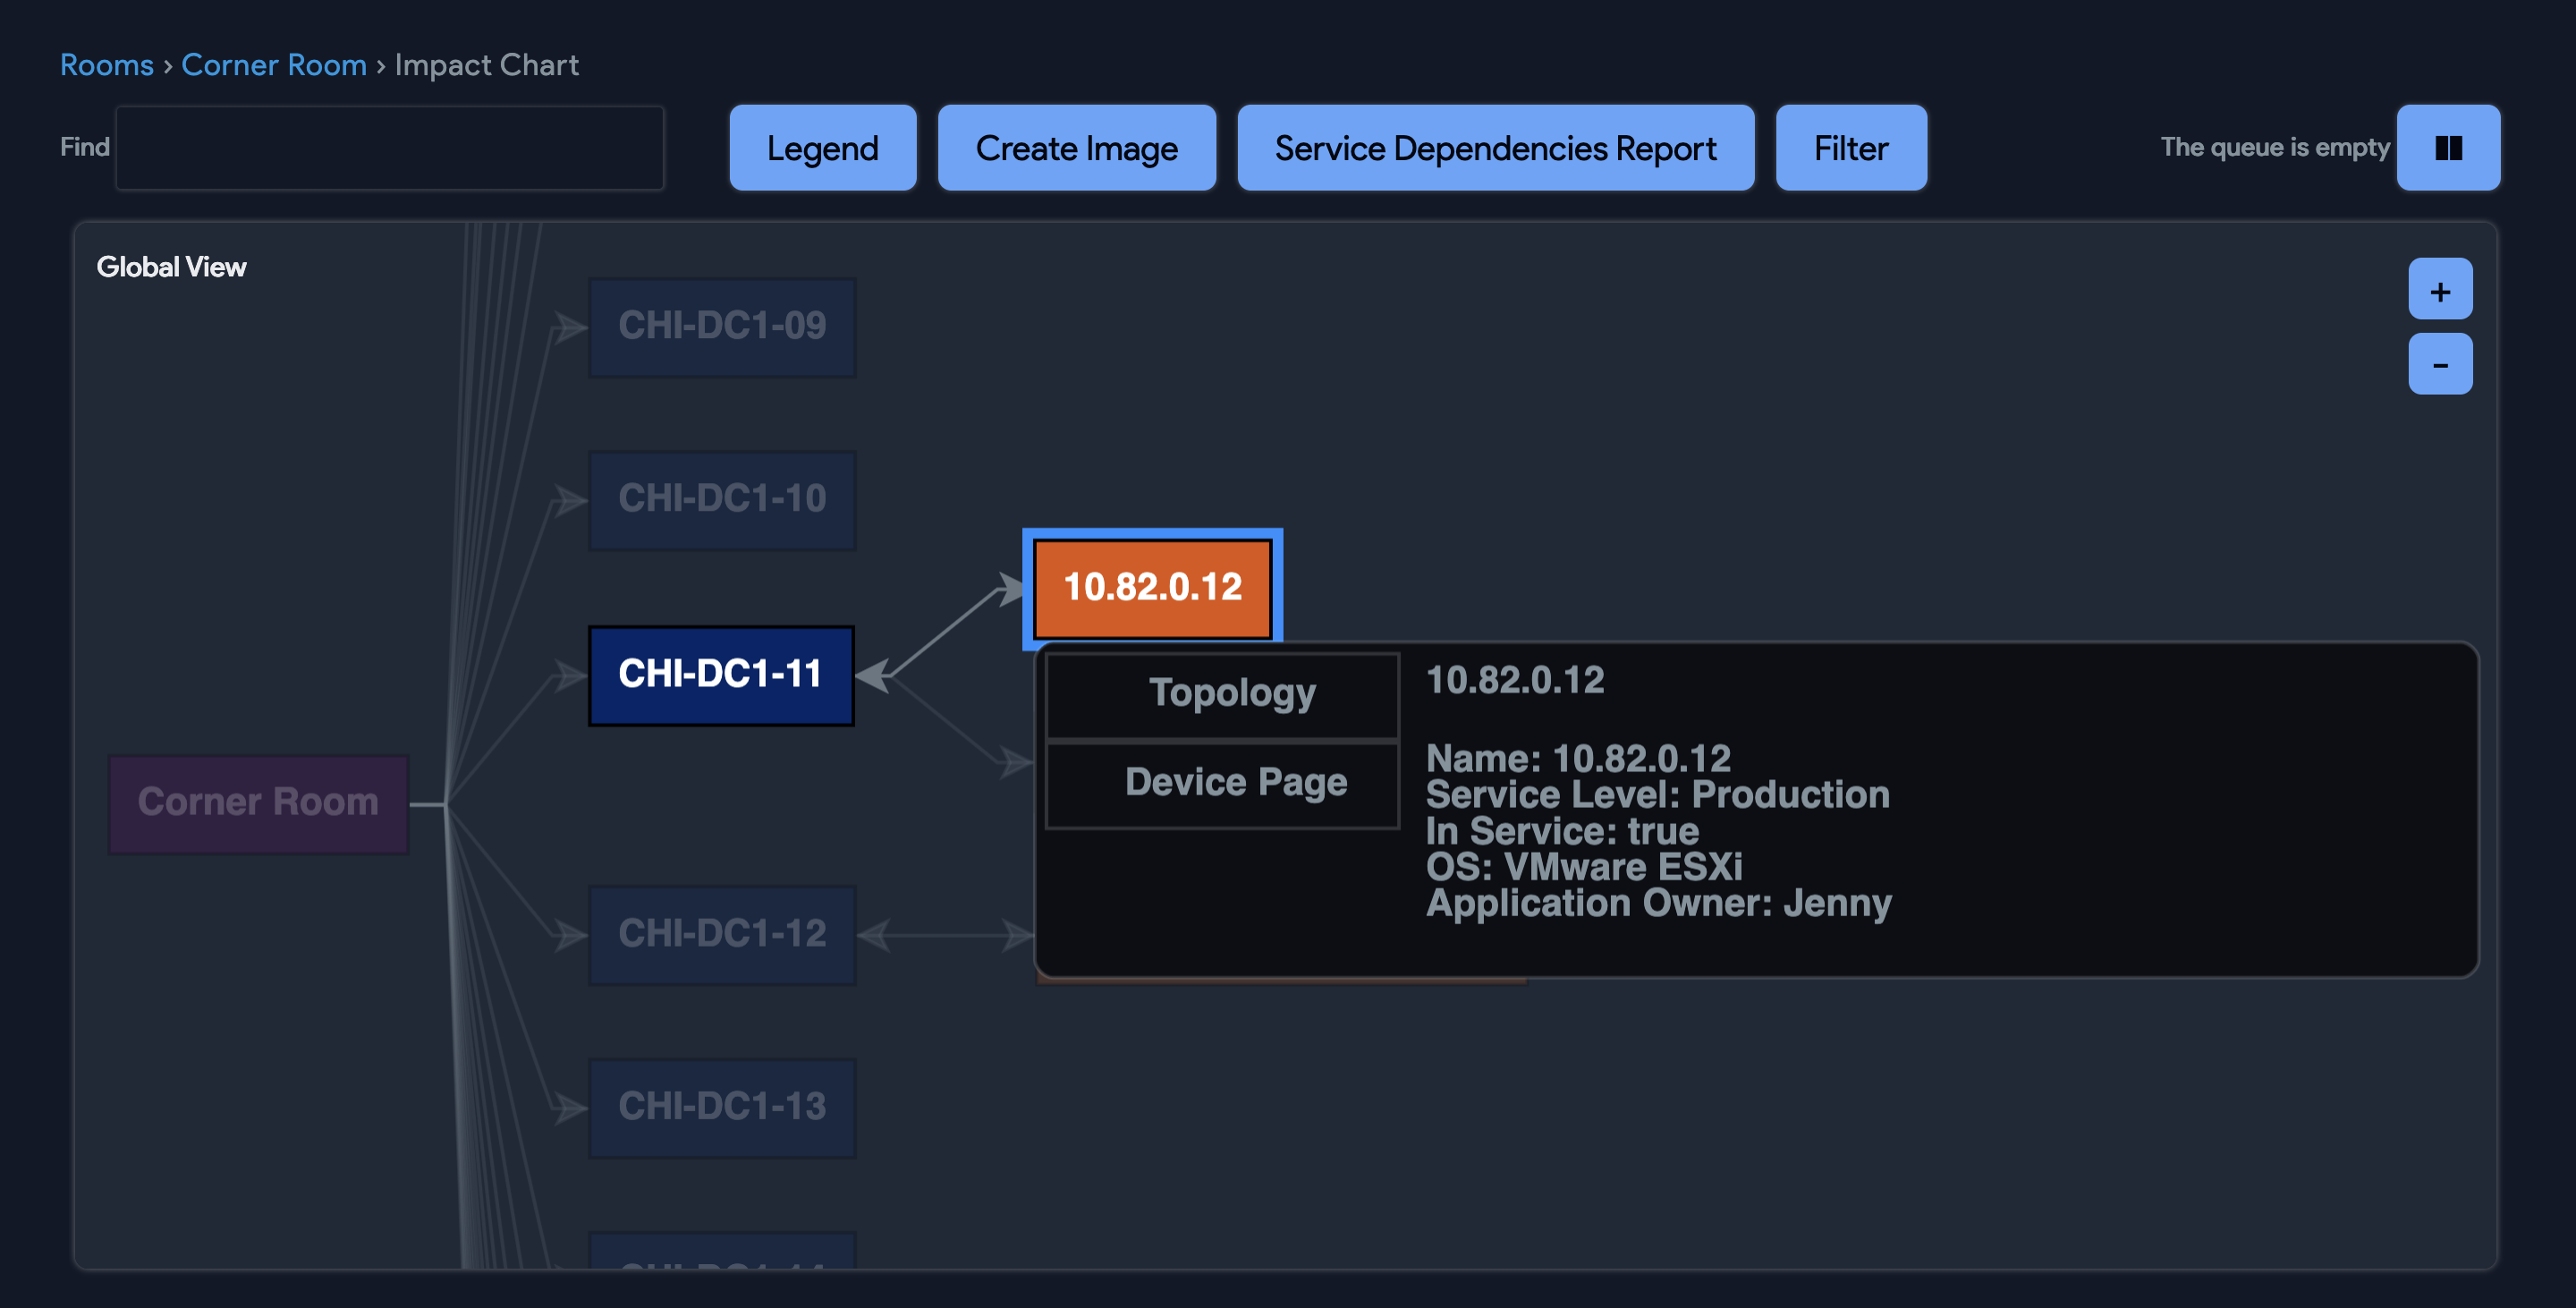 Rooms › Corner Room › Impact Chart
Find
Legend
Create Image
Service Dependencies Report
Filter
The queue is empty
Global View
+
-
CHI-DC1-09
CHI-DC1-10
10.82.0.12
CHI-DC1-11
Corner Room
Topology
Device Page
10.82.0.12
Name: 10.82.0.12
Service Level: Production
In Service: true
OS: VMware ESXi
Application Owner: Jenny
CHI-DC1-12
CHI-DC1-13